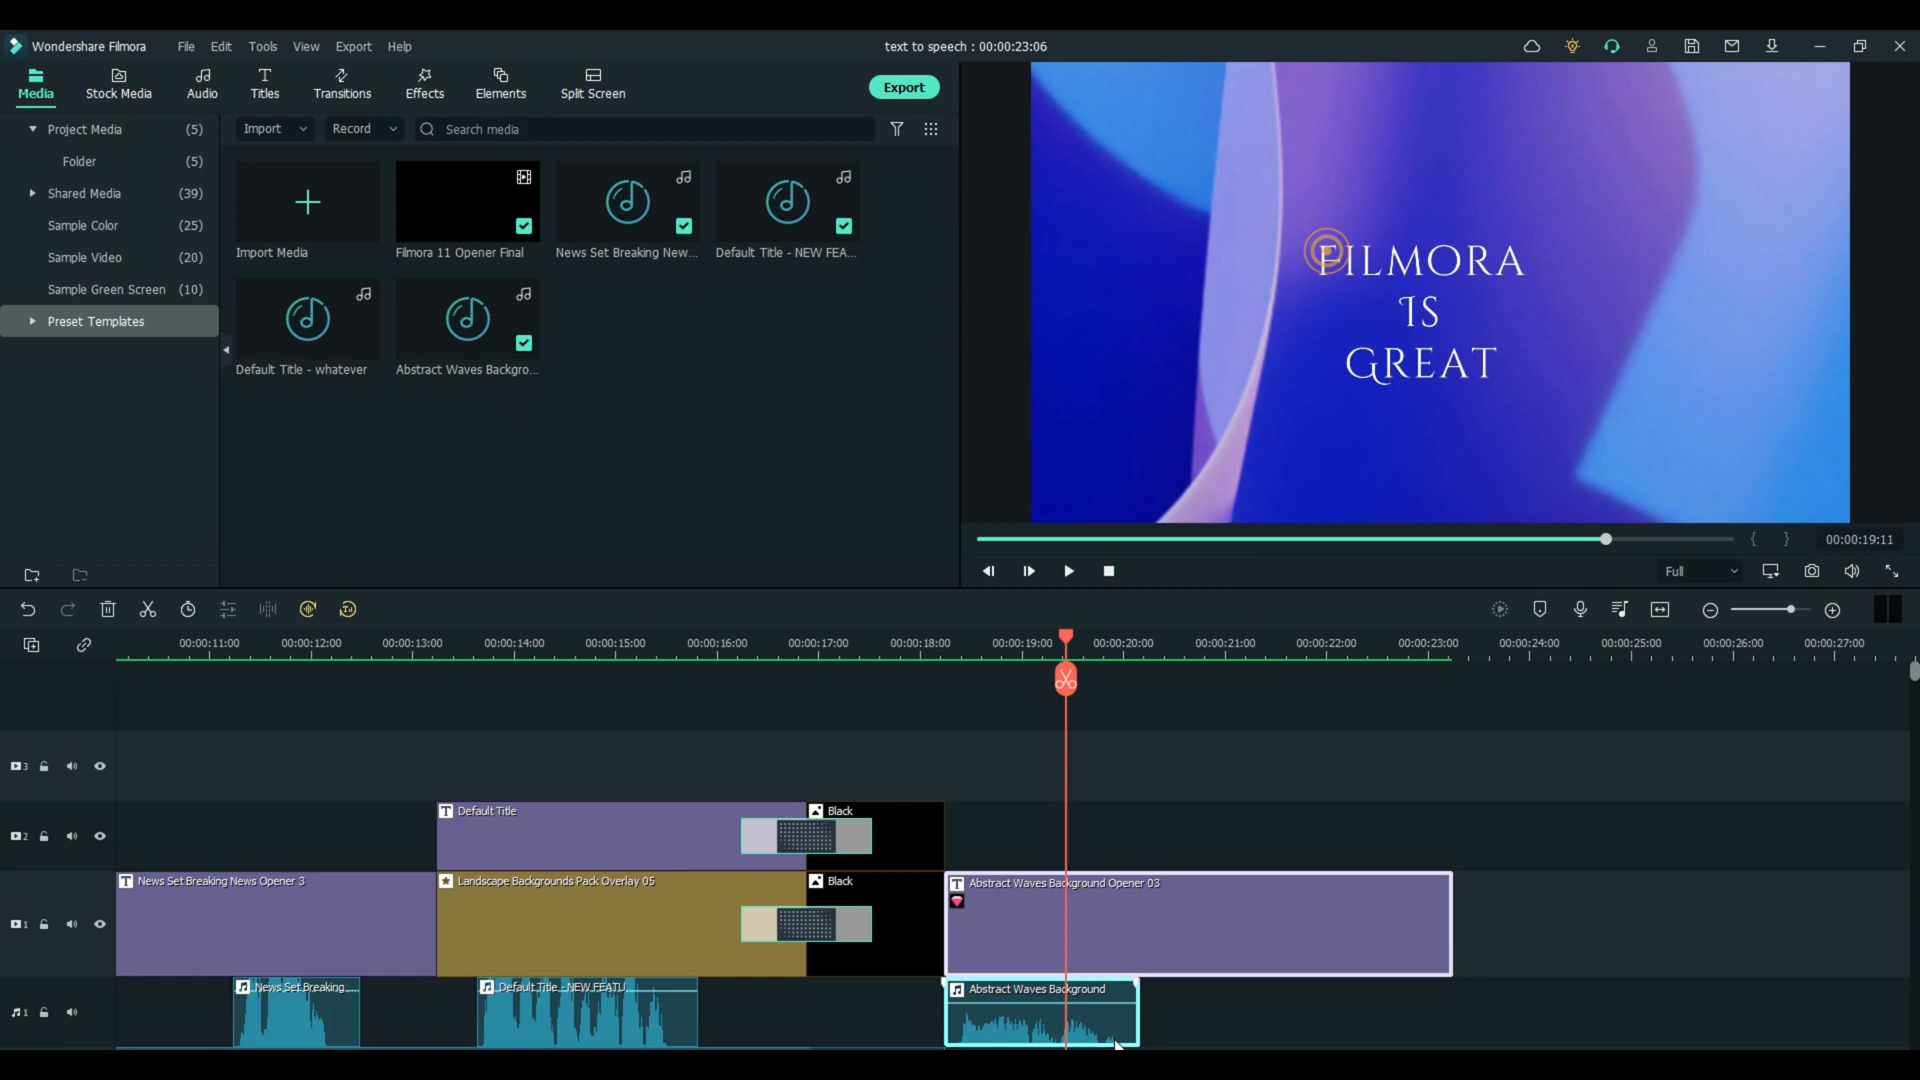 Wondershare Filmora File Edit Tools View Export Help text to speech : 00:00:23:06
Media Stock Media Audio Titles Transitions Effects Elements Split Screen Export
Project Media (5)
Folder (5)
Shared Media (39)
Sample Color (25)
Sample Video (20)
Sample Green Screen (10)
Preset Templates
Import Record Search media
Import Media Filmora 11 Opener Final News Set Breaking New... Default Title - NEW FEA...
Default Title - whatever Abstract Waves Backgro...
FILMORA
IS
GREAT
{ } 00:00:19:11
Full
00:00:11:00 00:00:12:00 00:00:13:00 00:00:14:00 00:00:15:00 00:00:16:00 00:00:17:00 00:00:18:00 00:00:19:00 00:00:20:00 00:00:21:00 00:00:22:00 00:00:23:00 00:00:24:00 00:00:25:00 00:00:26:00 00:00:27:00
3
2 T Default Title Black
1 T News Set Breaking News Opener 3 Landscape Backgrounds Pack Overlay 05 Black T Abstract Waves Background Opener 03
1 News Set Breaking.... Default Title - NEW FEATU Abstract Waves Background